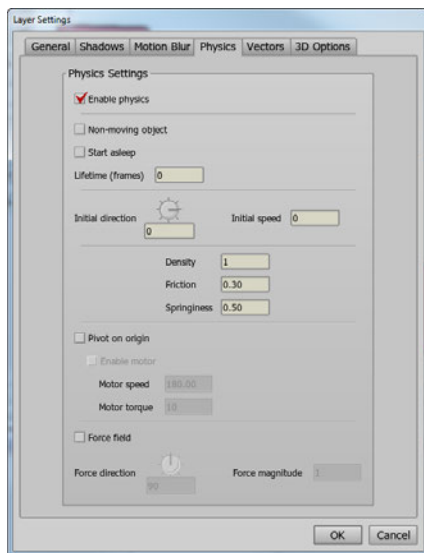 Layer Settings
General Shadows Motion Blur Physics Vectors 3D Options
Physics Settings
Enable physics
Non-moving object
Start asleep
Lifetime (frames) 0
Initial direction 0 Initial speed 0
Density 1
Friction 0.30
Springiness 0.50
Pivot on origin
Enable motor
Motor speed 180.00
Motor torque 10
Force field
Force direction 90 Force magnitude 1
OK Cancel